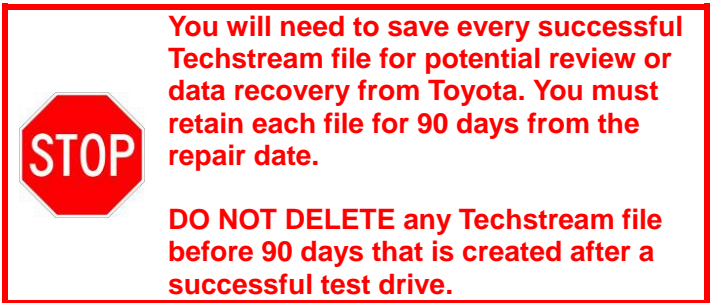 You will need to save every successful
Techstream file for potential review or
data recovery from Toyota. You must
retain each file for 90 days from the
repair date.
STOP
DO NOT DELETE any Techstream file
before 90 days that is created after a
successful test drive.